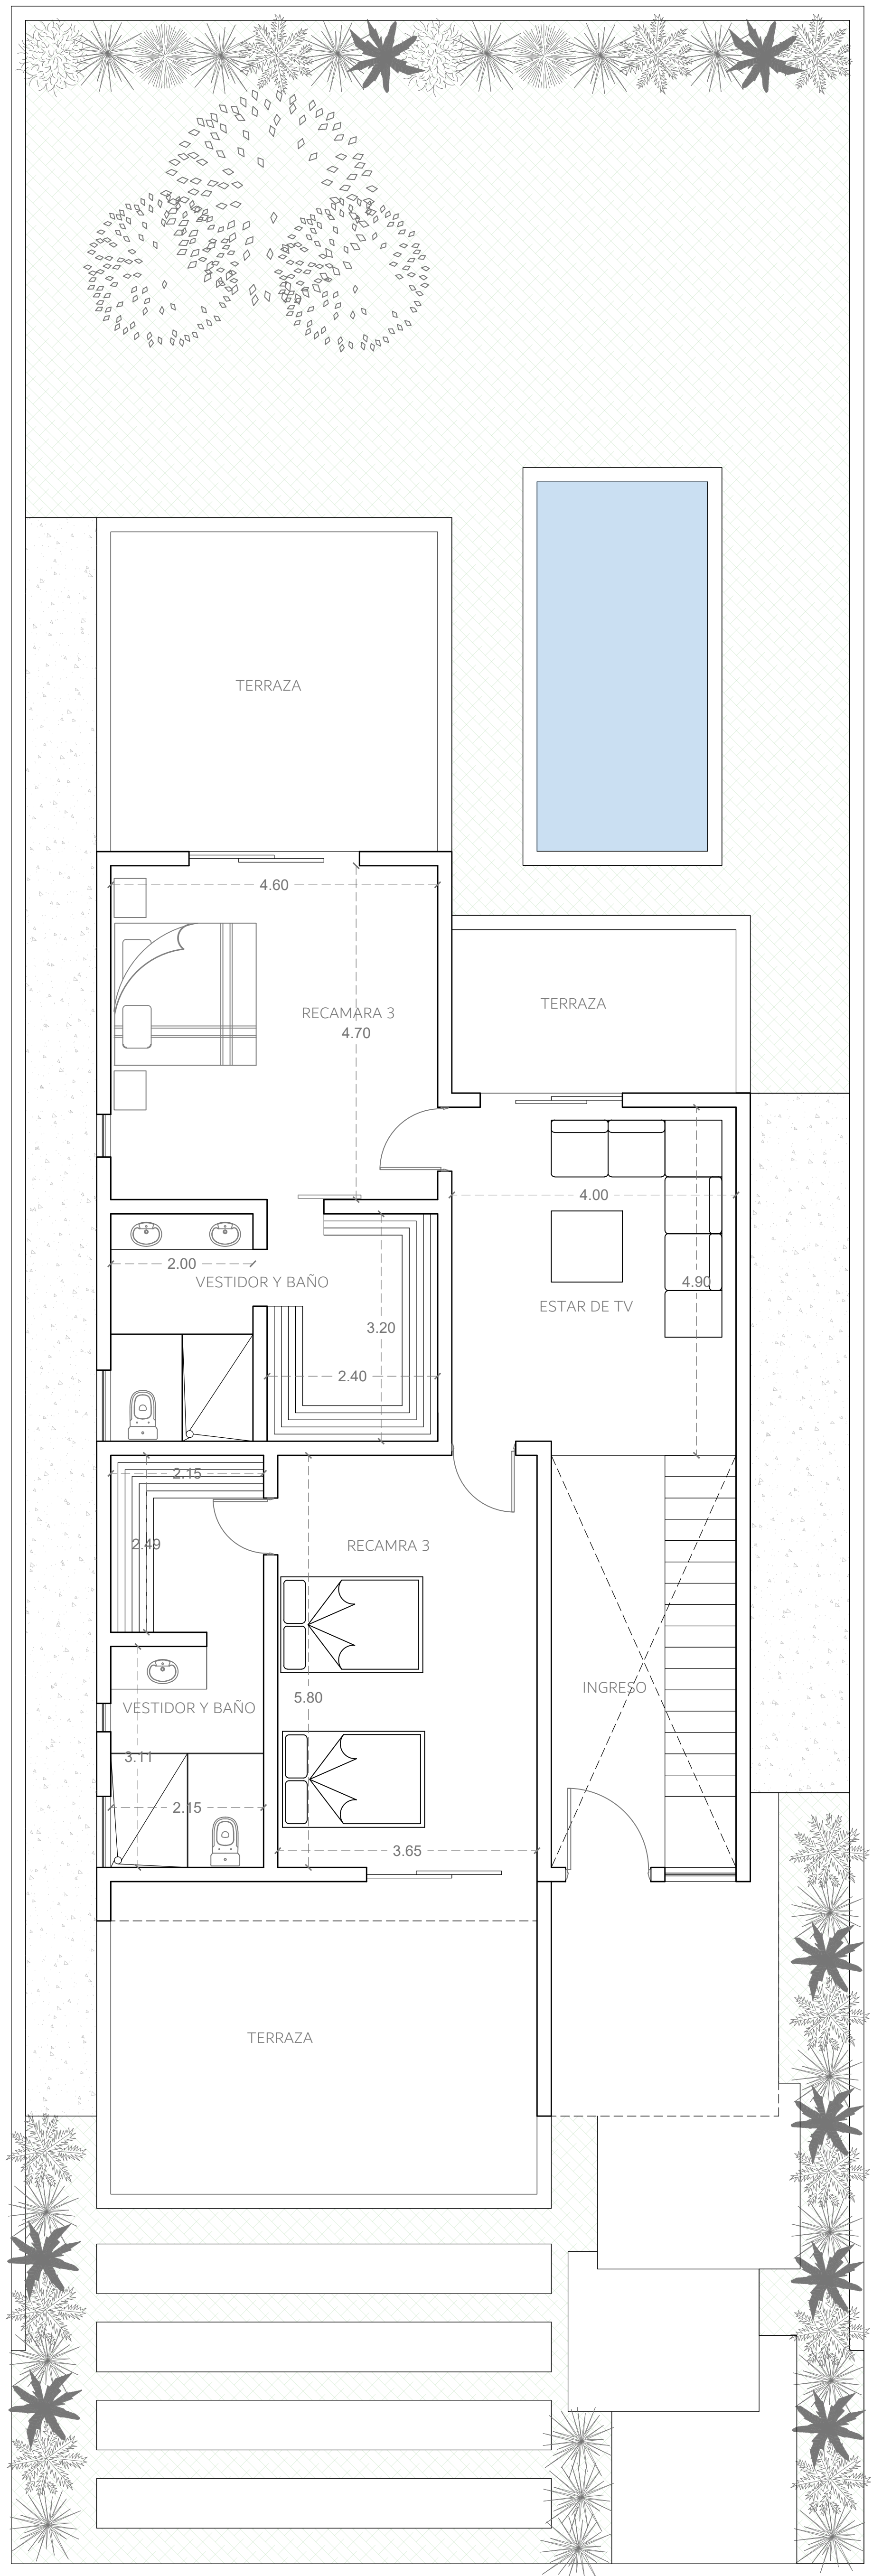 TERRAZA
4.60
TERRAZA
RECAMARA 3
4.70
4.00
2.00
VESTIDOR Y BAÑO
4.90
ESTAR DE TV
3.20
2.40
2.15
2.49
RECAMRA 3
INGRESO
5.80
VESTIDOR Y BAÑO
3.11
2.15
3.65
TERRAZA